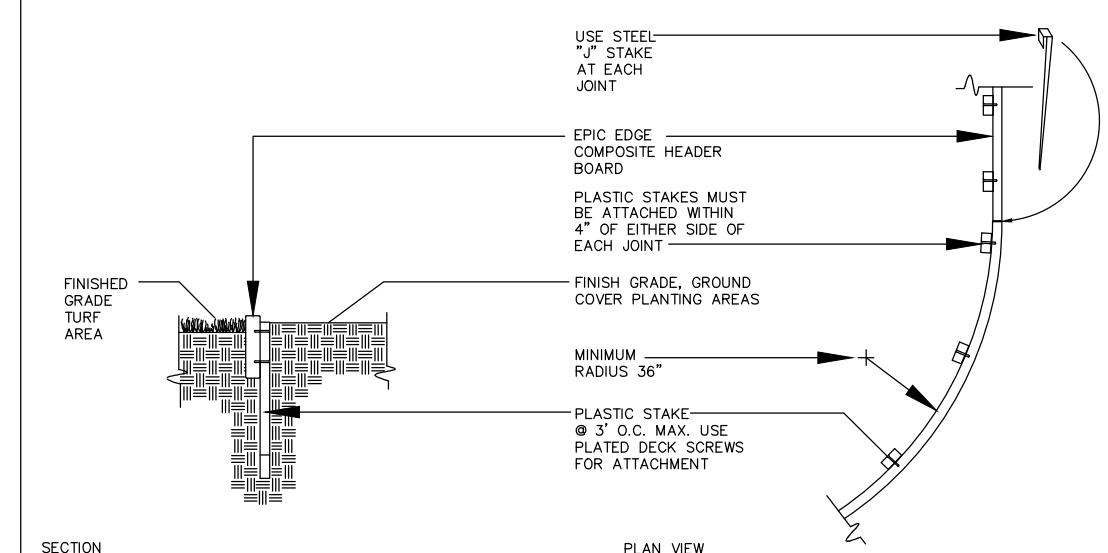 USE STEEL
"J" STAKE
AT EACH
JOINT
EPIC EDGE
COMPOSITE HEADER
BOARD
PLASTIC STAKES MUST
BE ATTACHED WITHIN
4" OF EITHER SIDE OF
EACH JOINT
FINISHED
GRADE
TURF
AREA
FINISH GRADE, GROUND
COVER PLANTING AREAS
MINIMUM
RADIUS 36"
PLASTIC STAKE
@ 3' O.C. MAX. USE
PLATED DECK SCREWS
FOR ATTACHMENT
SECTION
PLAN VIEW